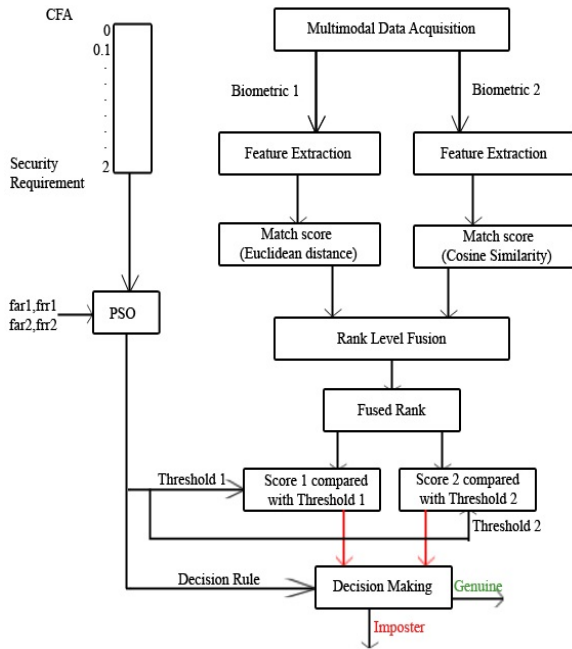 CFA
0
0.1
.
.
.
.
.
.
2
Security
Requirement
Multimodal Data Acquisition
Biometric 1
Biometric 2
Feature Extraction
Feature Extraction
Match score
(Euclidean distance)
Match score
(Cosine Similarity)
far1,frr1
far2,frr2
PSO
Rank Level Fusion
Fused Rank
Threshold 1
Score 1 compared
with Threshold 1
Score 2 compared
with Threshold 2
Threshold 2
Decision Rule
Decision Making
Genuine
Imposter